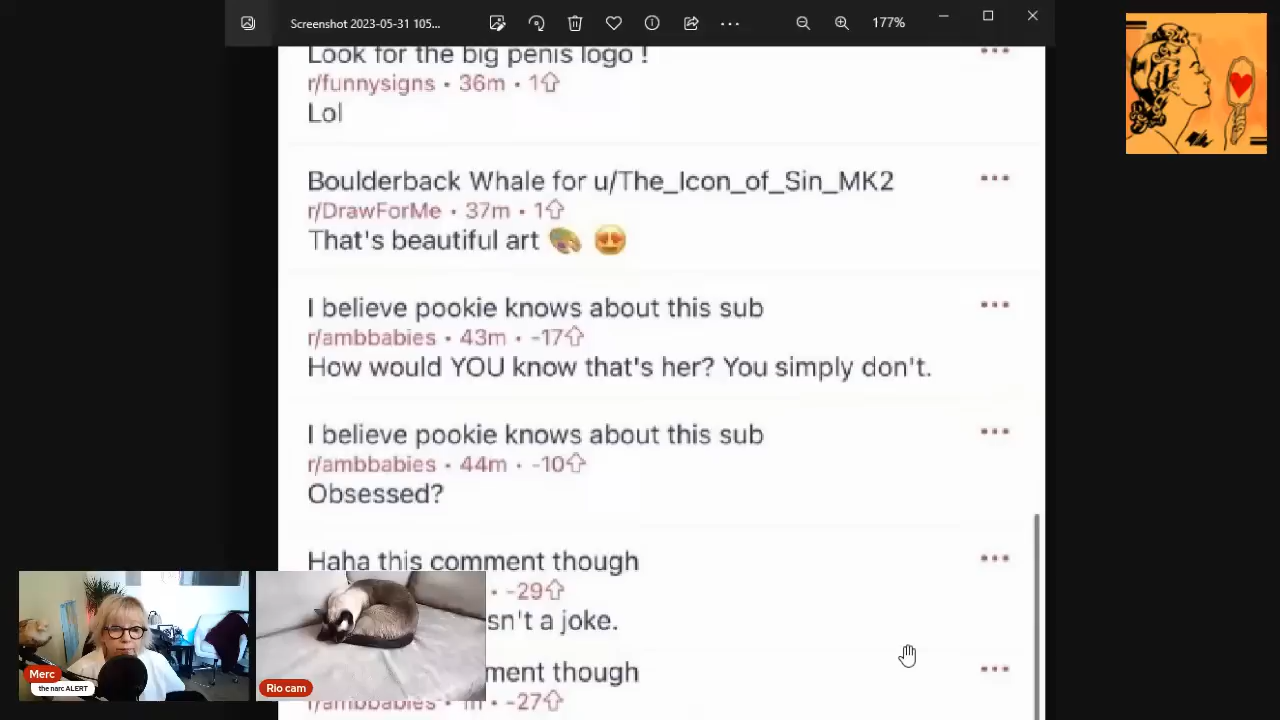 Screenshot 2023-05-31 105...
177%
Look for the big penis logo !
r/funnysigns • 36m • 1
Lol
Boulderback Whale for u/The_Icon_of_Sin_MK2
r/DrawForMe • 37m • 1
That's beautiful art 🎨 😍
I believe pookie knows about this sub
r/ambbabies • 43m • -17
How would YOU know that's her? You simply don't.
I believe pookie knows about this sub
r/ambbabies • 44m • -10
Obsessed?
Haha this comment though
• -29
sn't a joke.
ment though
r/ambbabies • 1h • -27
Merc
the narc ALERT
Rio cam